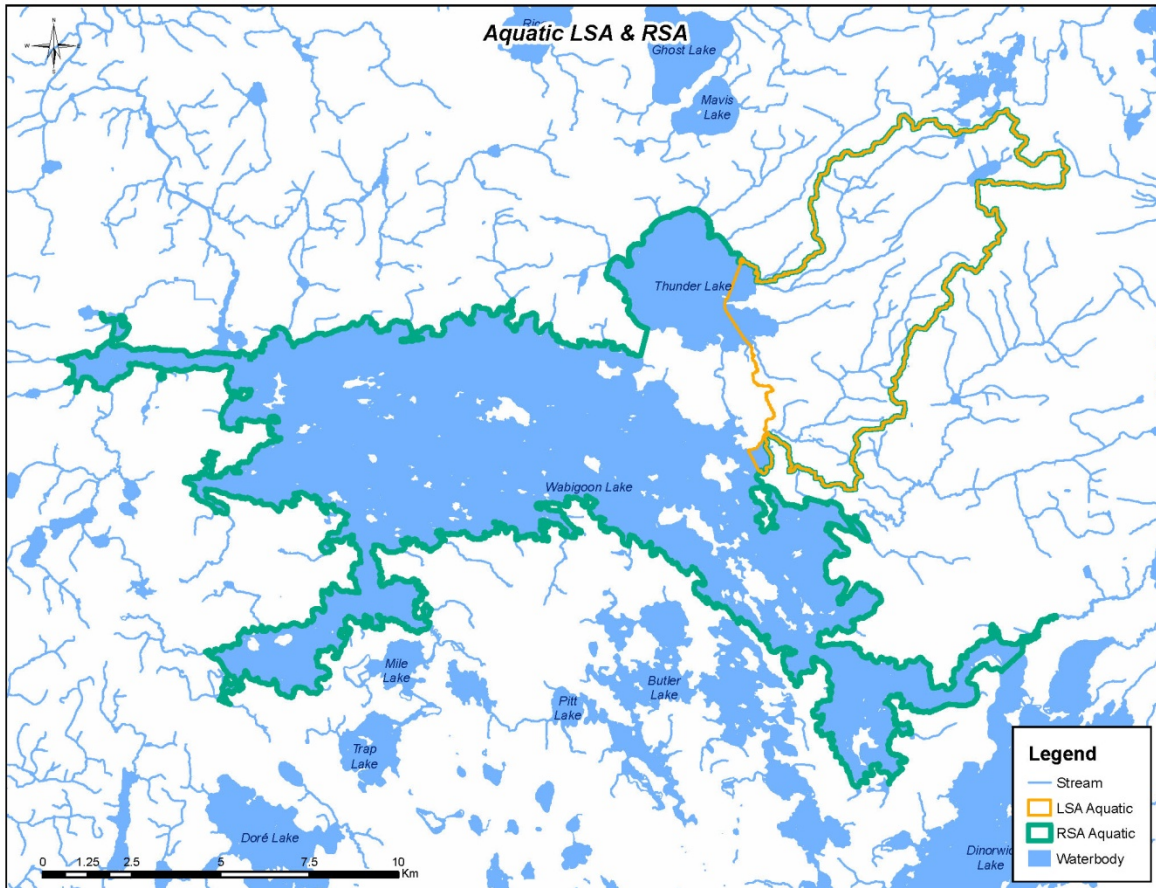 Aquatic LSA & RSA
N
W
E
S
Ghost Lake
Mavis
Lake
Thunder Lake
Wabigoon Lake
Mile
Lake
Butler
Lake
Pitt
Lake
Trap
Lake
Doré Lake
Lake
Legend
Stream
LSA Aquatic
RSA Aquatic
Waterbody
0 1.25 2.5 5 7.5 10
Km